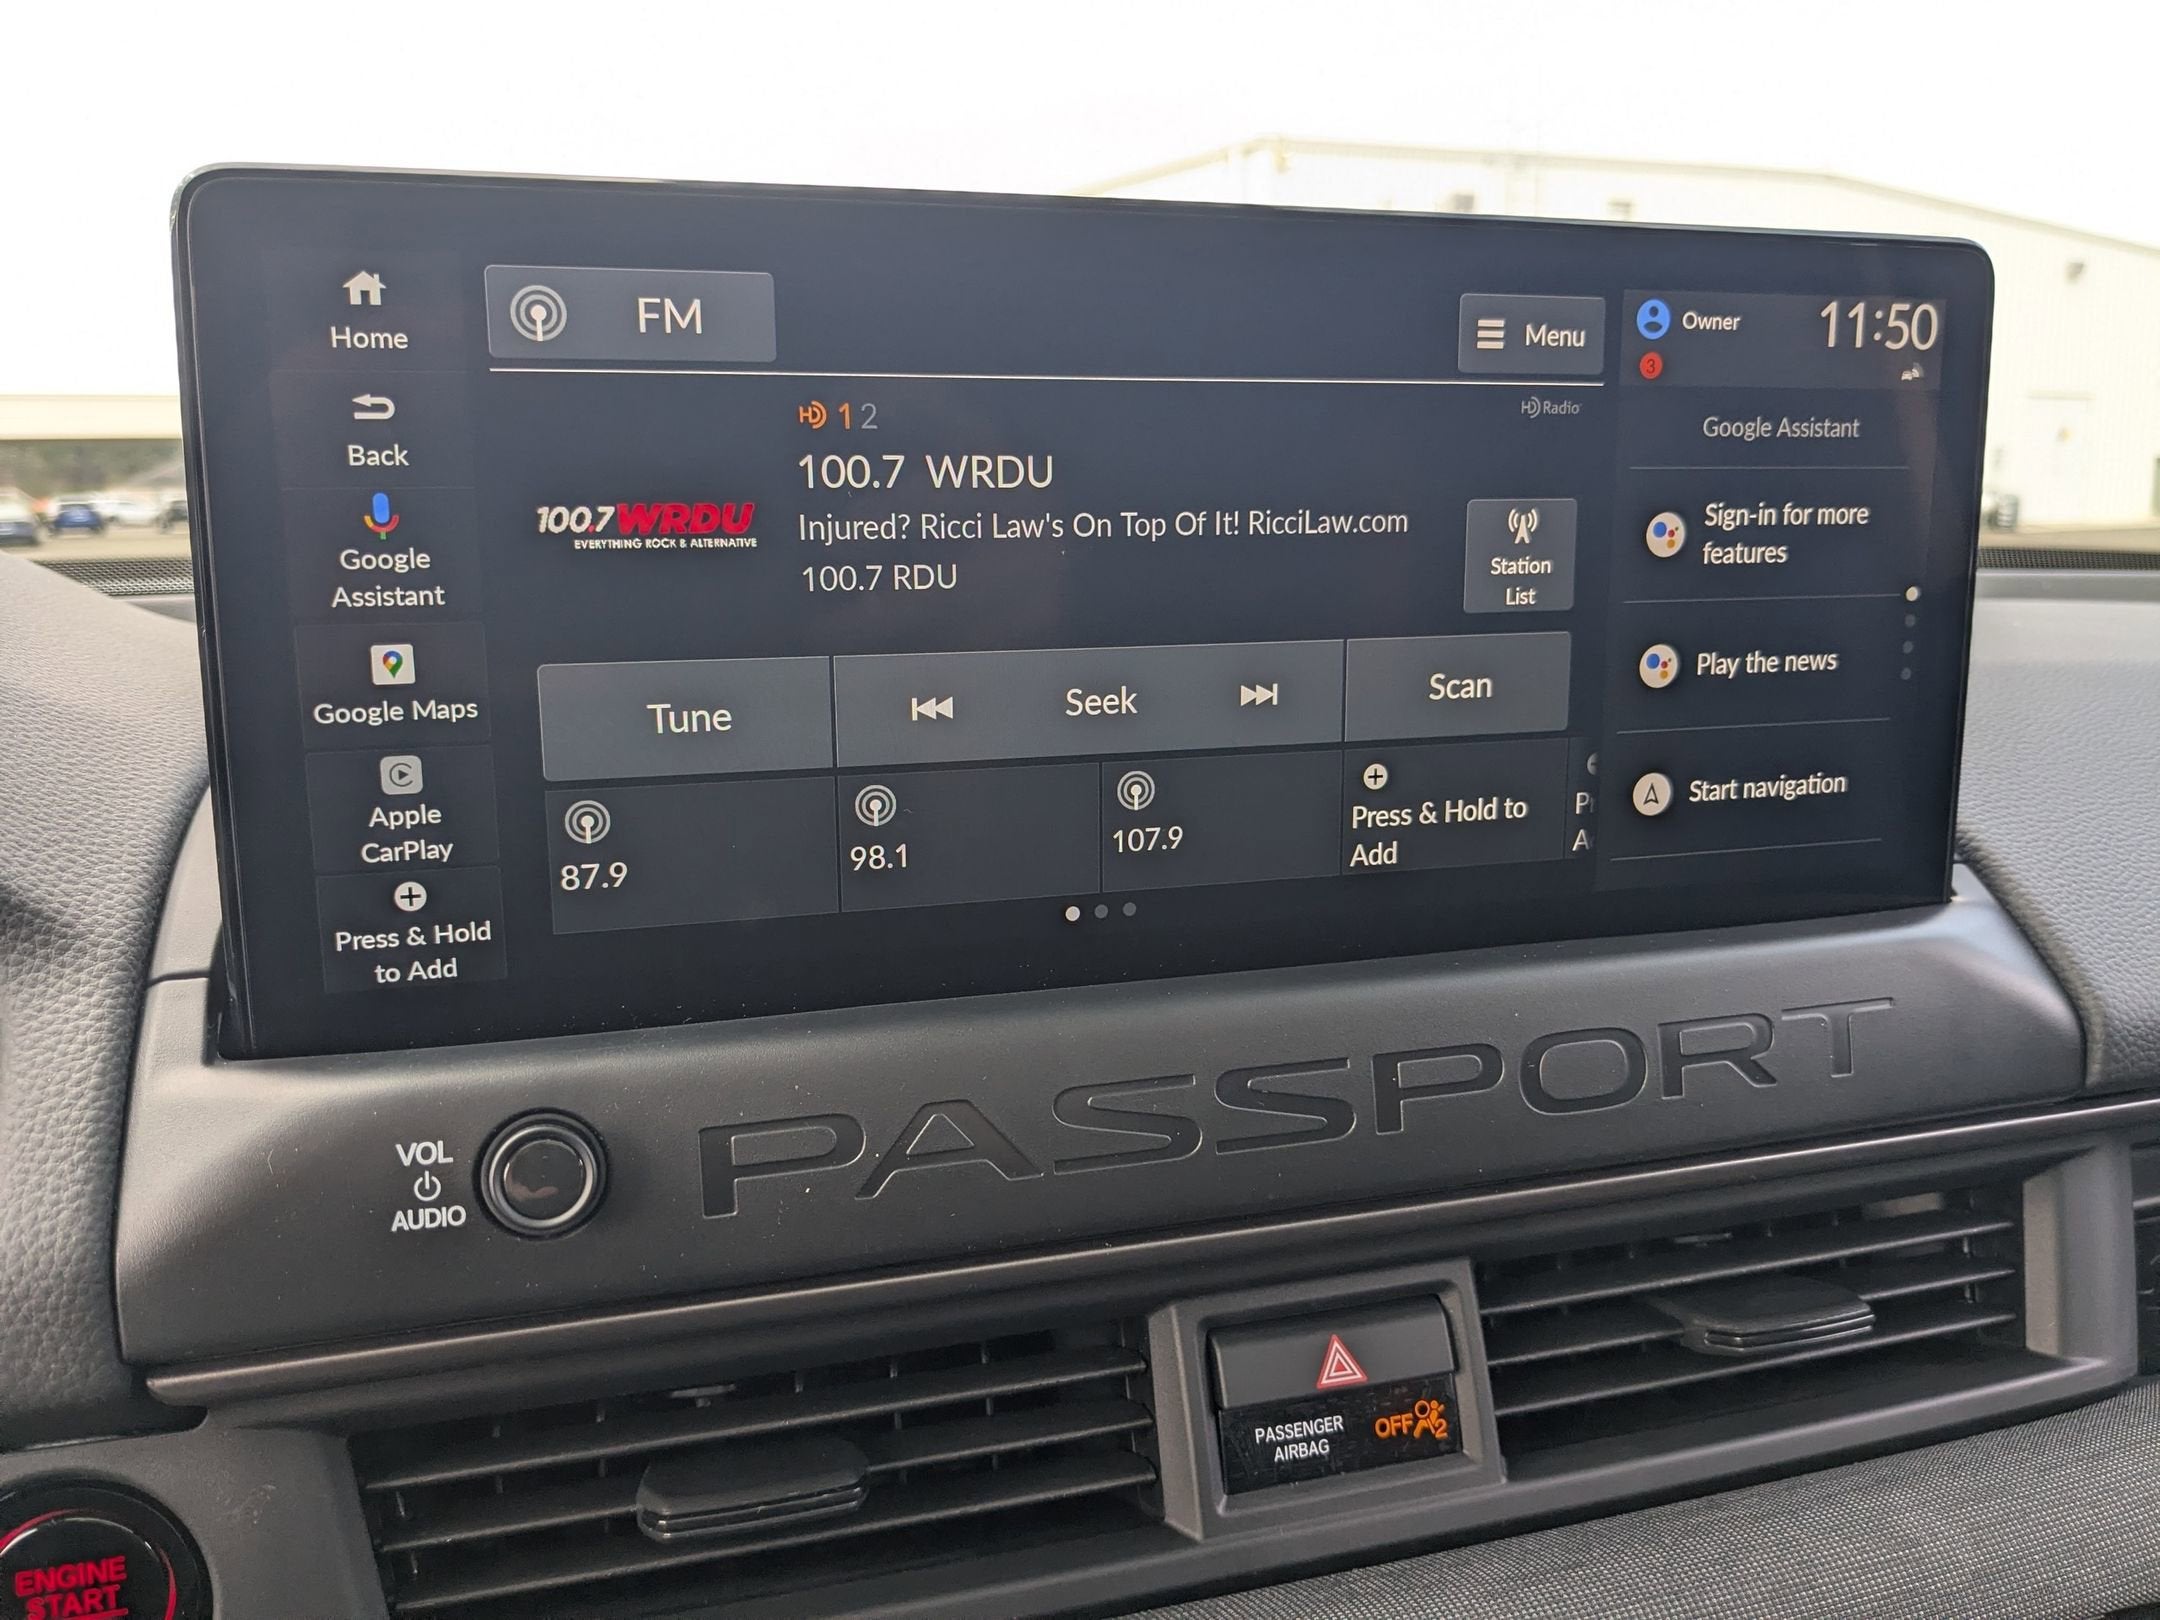 Home
Back
Google
Assistant
Google Maps
Apple
CarPlay
Press & Hold
to Add
FM
Menu
HD 1 2
HD Radio
100.7 WRDU
100.7 WRDU
EVERYTHING ROCK & ALTERNATIVE
Injured? Ricci Law's On Top Of It! RicciLaw.com
100.7 RDU
Station
List
Tune
Seek
Scan
87.9
98.1
107.9
Press & Hold to
Add
Owner
11:50
3
Google Assistant
Sign-in for more
features
Play the news
Start navigation
VOL
AUDIO
PASSPORT
PASSENGER
AIRBAG
OFF
2
ENGINE
START